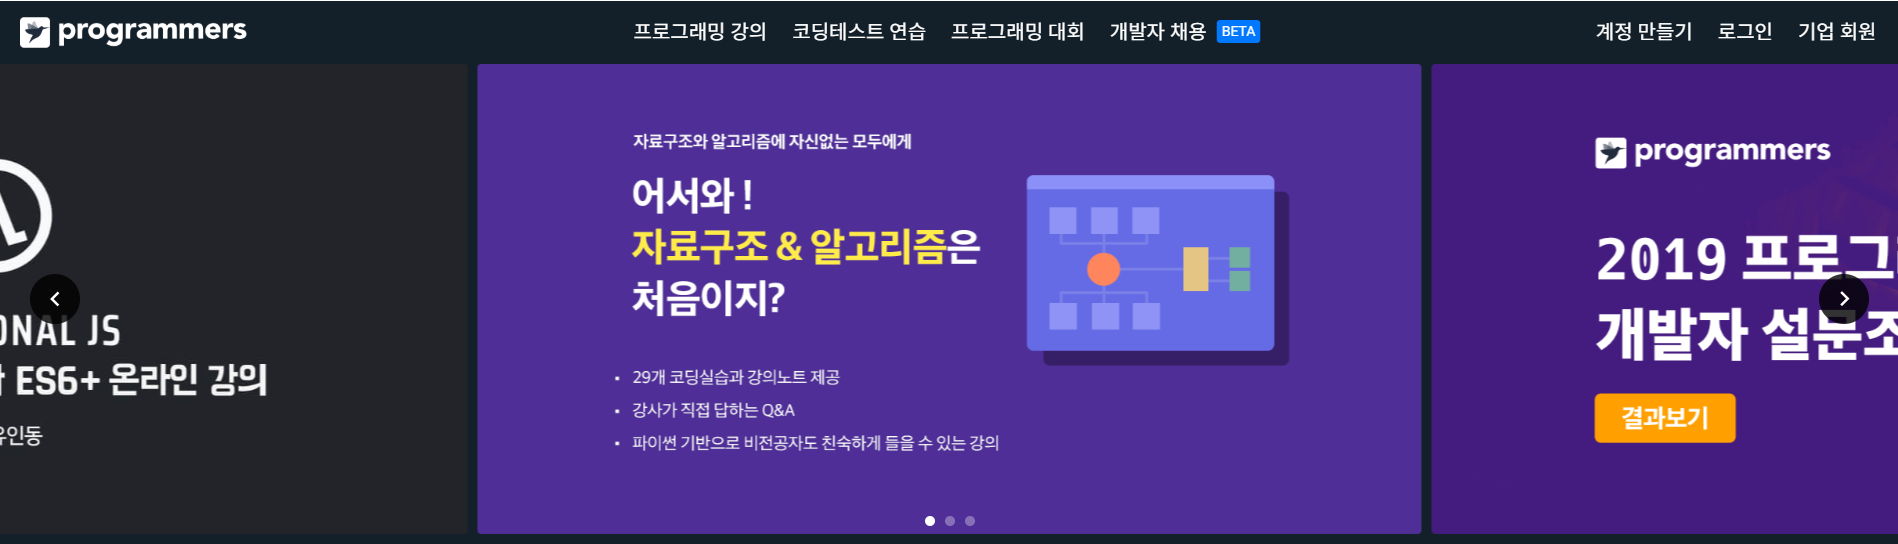 programmers
프로그래밍 강의 코딩테스트 연습 프로그래밍 대회 개발자 채용 BETA
계정 만들기 로그인 기업 회원
ONAL JS
ES6+ 온라인 강의
유인동
자료구조와 알고리즘에 자신없는 모두에게
어서와 !
자료구조 & 알고리즘은
처음이지?
• 29개 코딩실습과 강의노트 제공
• 강사가 직접 답하는 Q&A
• 파이썬 기반으로 비전공자도 친숙하게 들을 수 있는 강의
programmers
2019 프로그
개발자 설문조
결과보기